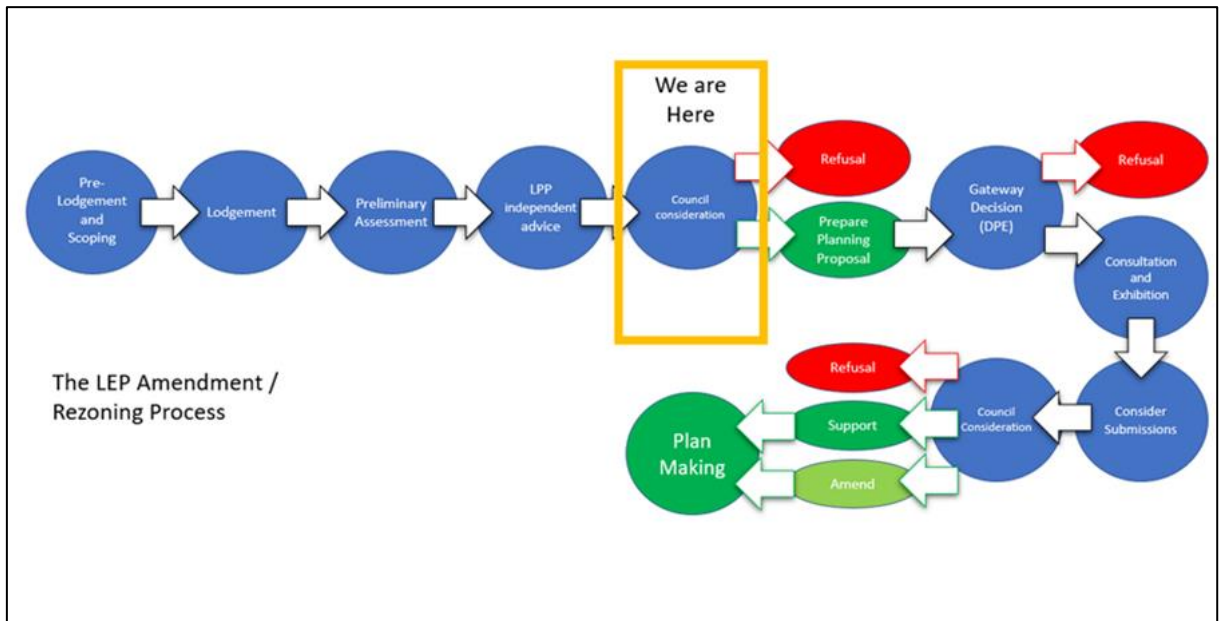 We are
Here
Pre-
Lodgement
and
Scoping
Lodgement
Preliminary
Assessment
LPP
independent
advice
Council
consideration
Refusal
Prepare
Planning
Proposal
Gateway
Decision
(DPE)
Refusal
Consultation
and
Exhibition
Consider
Submissions
Council
Consideration
Refusal
Support
Amend
Plan
Making
The LEP Amendment /
Rezoning Process